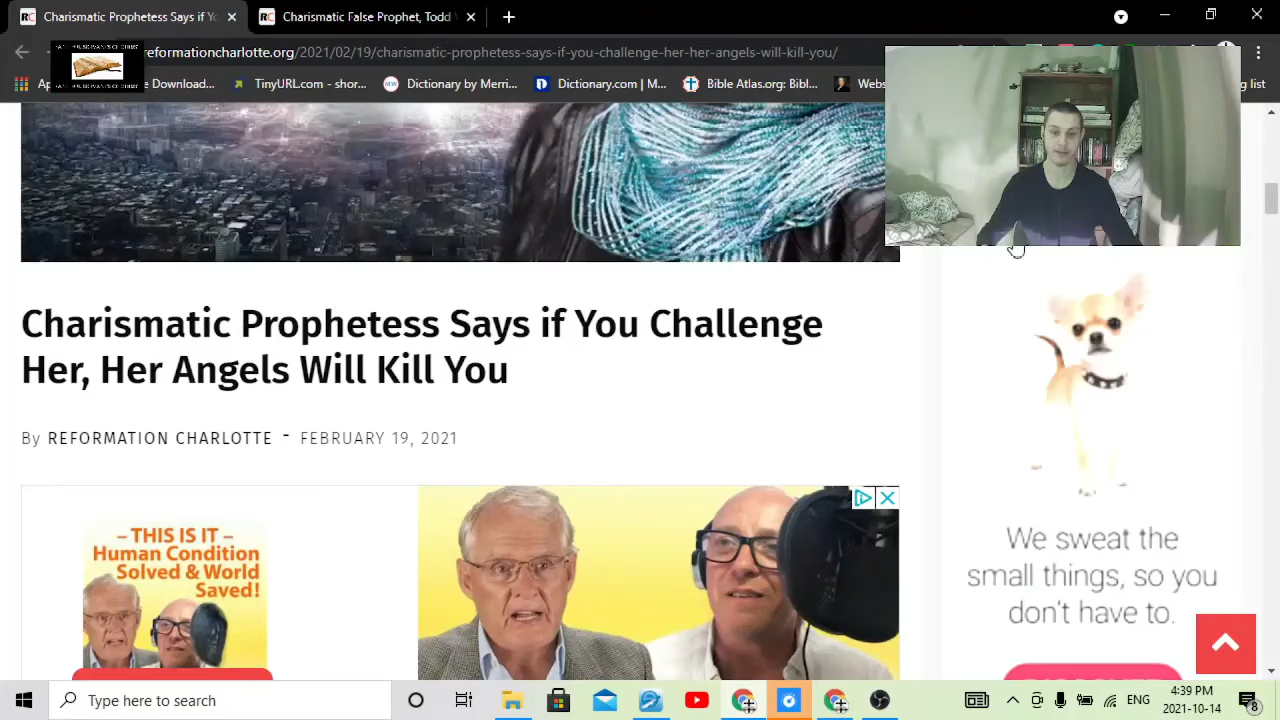 Charismatic Prophetess Says if Yo
Charismatic False Prophet, Todd
reformationcharlotte.org/2021/02/19/charismatic-prophetess-says-if-you-challenge-her-her-angels-will-kill-you/
Download...
TinyURL.com - shor...
Dictionary by Merri...
Dictionary.com | M...
Bible Atlas.org: Bibl...
Webs
g list
Charismatic Prophetess Says if You Challenge
Her, Her Angels Will Kill You
By REFORMATION CHARLOTTE - FEBRUARY 19, 2021
– THIS IS IT –
Human Condition
Solved & World
Saved!
We sweat the
small things, so you
don't have to.
Type here to search
ENG
4:39 PM
2021-10-14
8